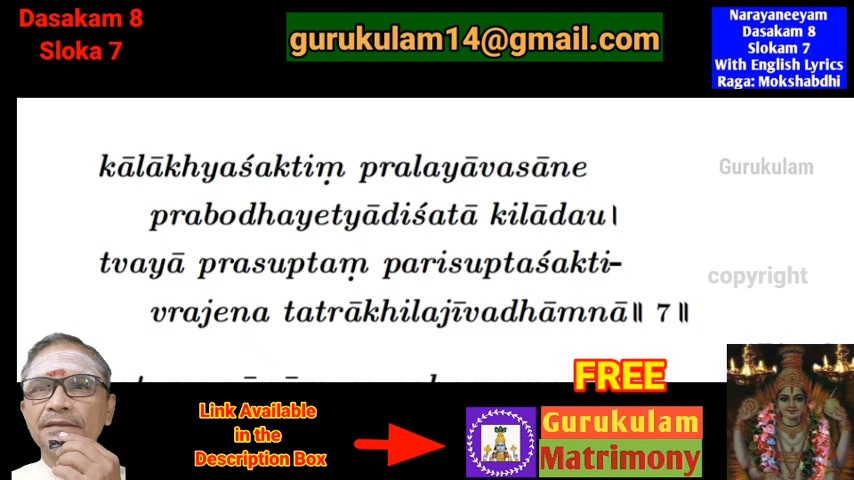 Dasakam 8
Sloka 7
gurukulam14@gmail.com
Narayaneeyam
Dasakam 8
Slokam 7
With English Lyrics
Raga: Mokshabdhi
kālākhyaśaktiṃ pralayāvasāne
prabodhayetyādiśatā kilādau।
tvayā prasuptaṃ parisuptaśakti-
vrajena tatrākhilajīvadhāmnā॥ 7॥
Gurukulam
copyright
FREE
Link Available
in the
Description Box
Gurukulam
Matrimony